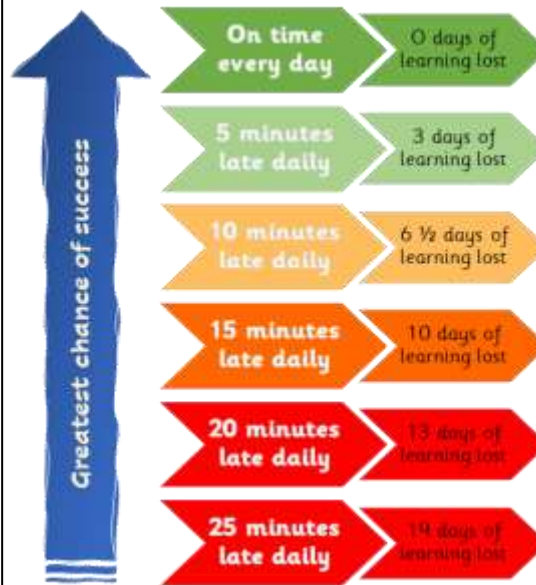 Greatest chance of success
On time
every day
0 days of
learning lost
5 minutes
late daily
3 days of
learning lost
10 minutes
late daily
6 ½ days of
learning lost
15 minutes
late daily
10 days of
learning lost
20 minutes
late daily
13 days of
learning lost
25 minutes
late daily
19 days of
learning lost